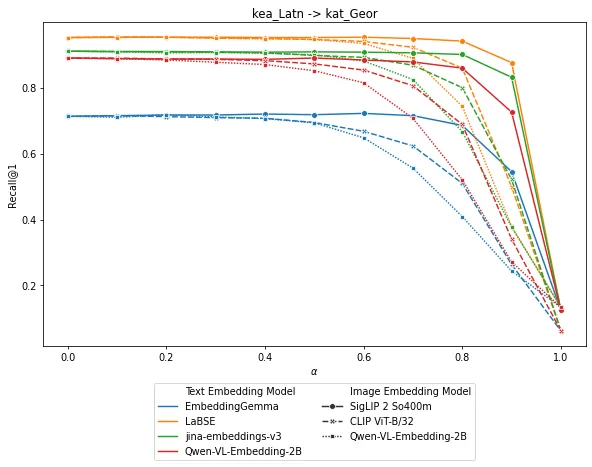 kea_Latn -> kat_Geor
Recall@1
0.8
0.6
0.4
0.2
0.0 0.2 0.4 0.6 0.8 1.0
α
Text Embedding Model
EmbeddingGemma
LaBSE
jina-embeddings-v3
Qwen-VL-Embedding-2B
Image Embedding Model
SigLIP 2 So400m
CLIP ViT-B/32
Qwen-VL-Embedding-2B